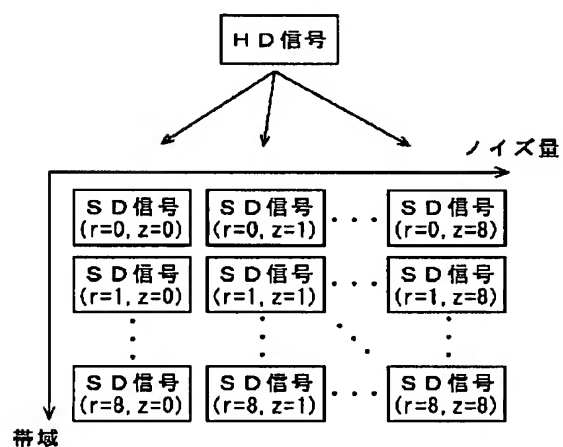 HD信号
ノイズ量
SD信号 SD信号 SD信号
(r=0, z=0) (r=0, z=1) ··· (r=0, z=8)
SD信号 SD信号 SD信号
(r=1, z=0) (r=1, z=1) ··· (r=1, z=8)
SD信号 SD信号 SD信号
(r=8, z=0) (r=8, z=1) ··· (r=8, z=8)
帯域